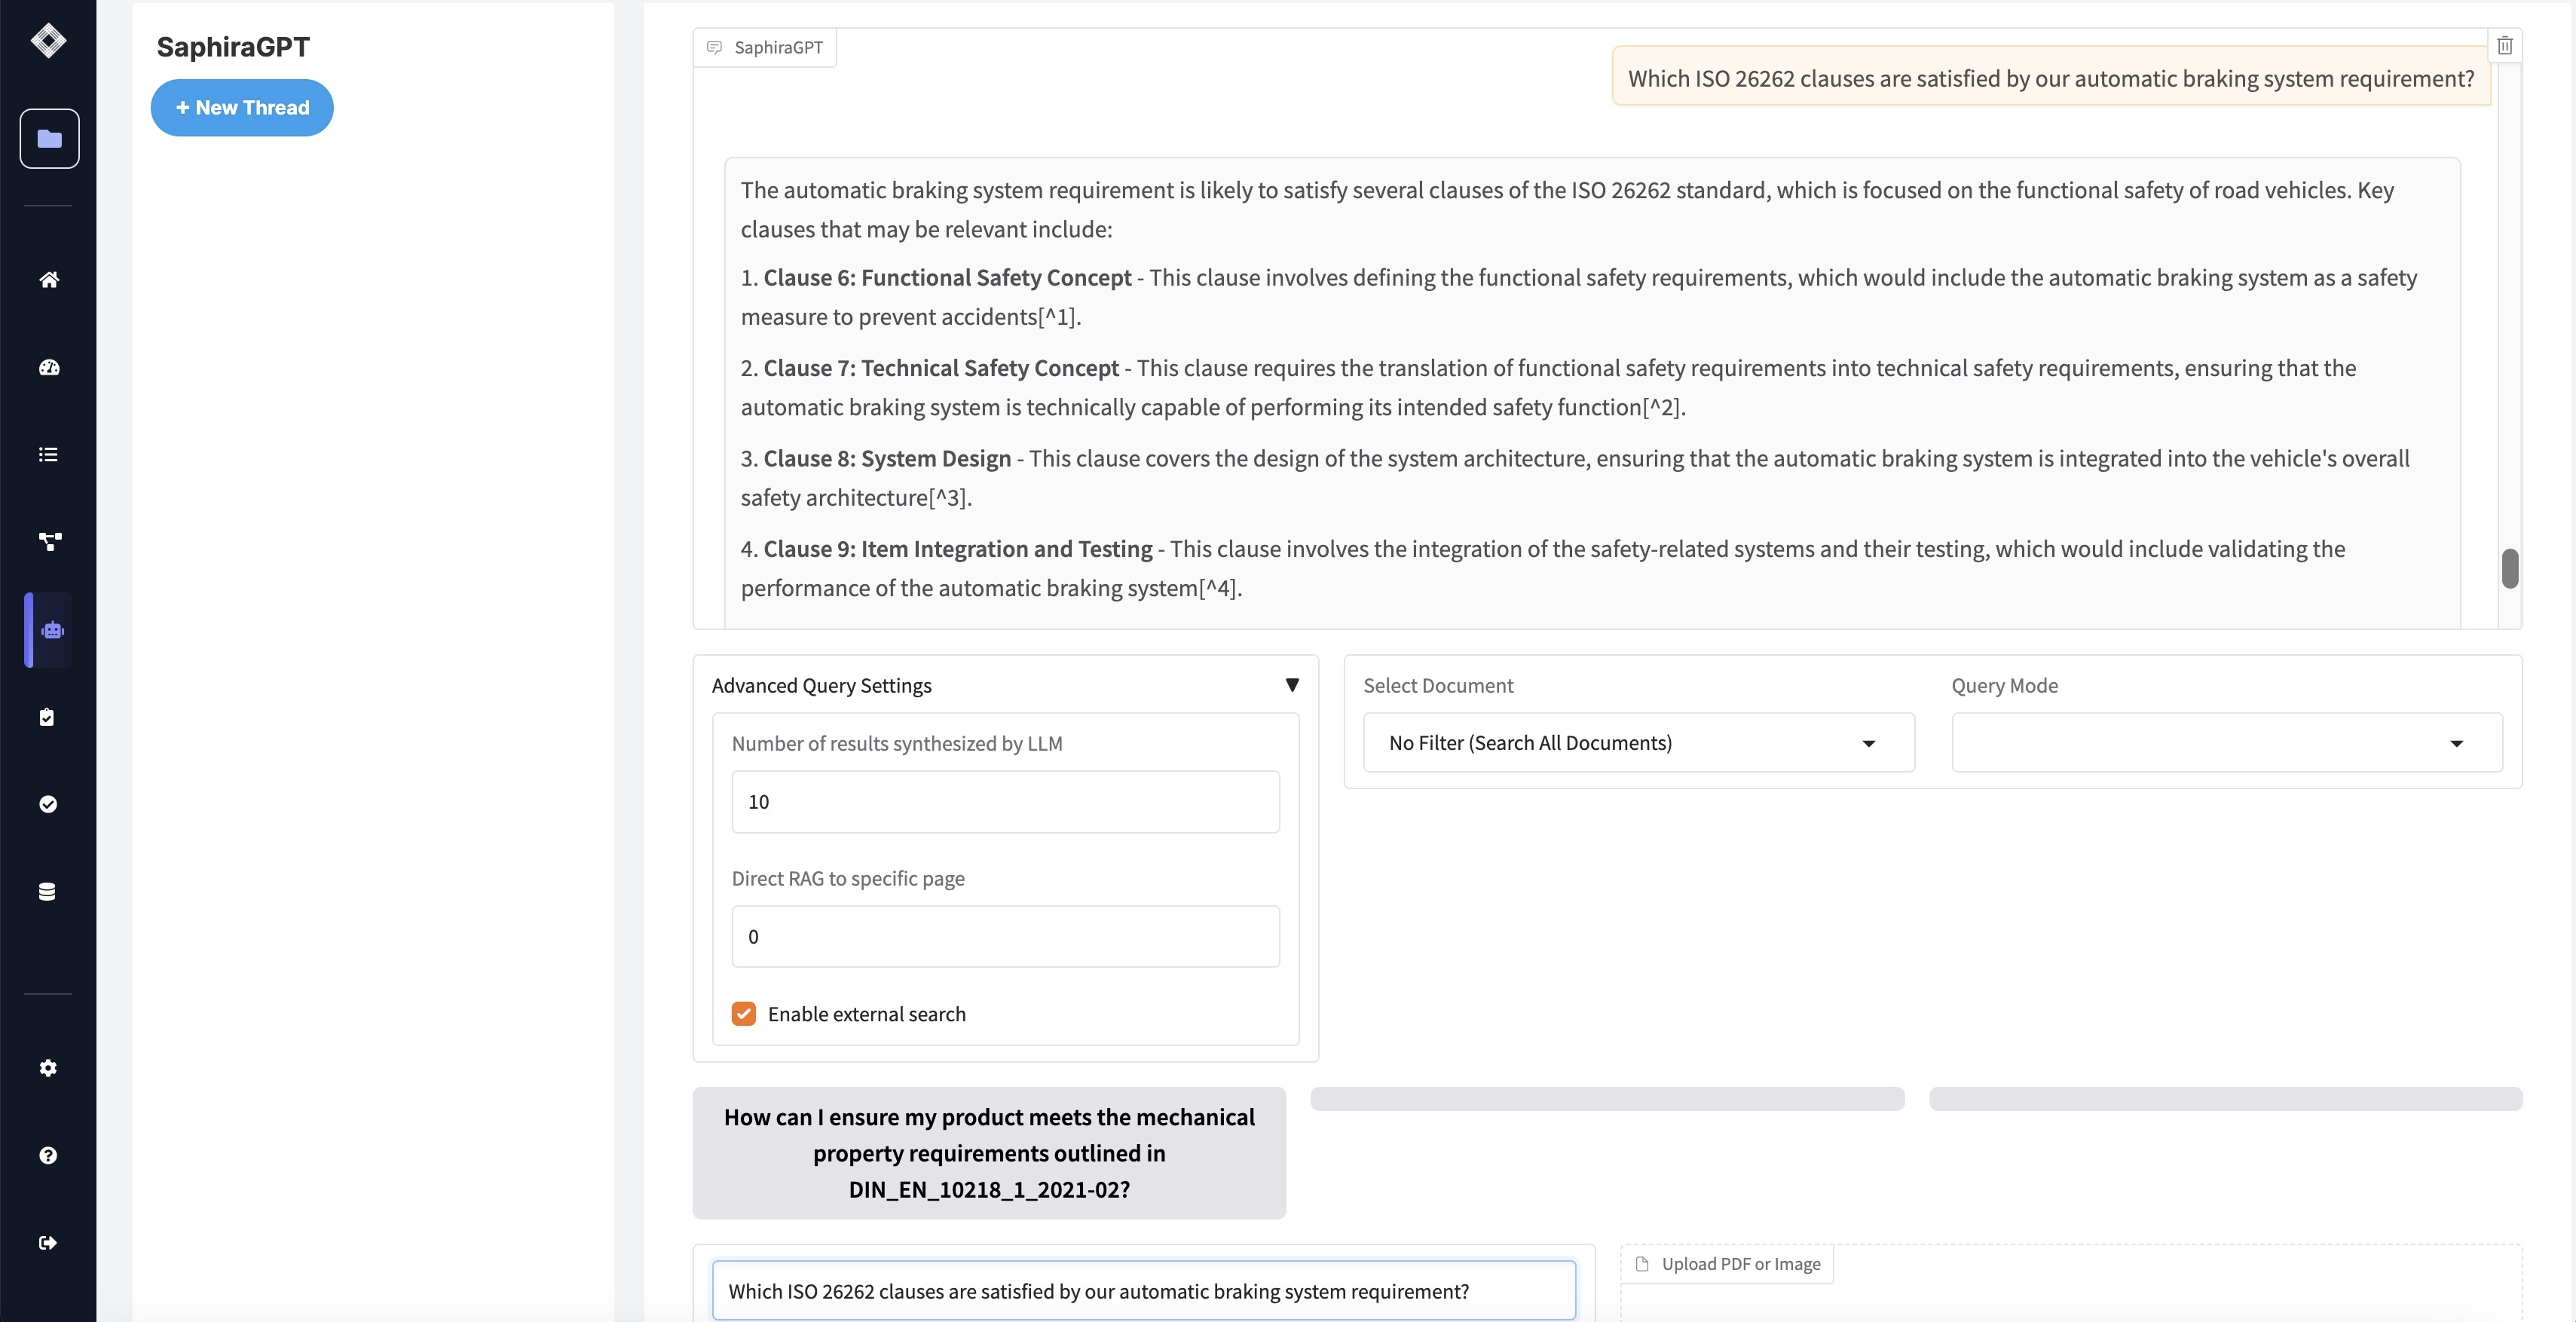 SaphiraGPT
+ New Thread
SaphiraGPT
Which ISO 26262 clauses are satisfied by our automatic braking system requirement?
The automatic braking system requirement is likely to satisfy several clauses of the ISO 26262 standard, which is focused on the functional safety of road vehicles. Key
clauses that may be relevant include:
1. Clause 6: Functional Safety Concept - This clause involves defining the functional safety requirements, which would include the automatic braking system as a safety
measure to prevent accidents[^1].
2. Clause 7: Technical Safety Concept - This clause requires the translation of functional safety requirements into technical safety requirements, ensuring that the
automatic braking system is technically capable of performing its intended safety function[^2].
3. Clause 8: System Design - This clause covers the design of the system architecture, ensuring that the automatic braking system is integrated into the vehicle's overall
safety architecture[^3].
4. Clause 9: Item Integration and Testing - This clause involves the integration of the safety-related systems and their testing, which would include validating the
performance of the automatic braking system[^4].
Advanced Query Settings
Number of results synthesized by LLM
10
Direct RAG to specific page
0
Enable external search
Select Document
No Filter (Search All Documents)
Query Mode
How can I ensure my product meets the mechanical
property requirements outlined in
DIN_EN_10218_1_2021-02?
Which ISO 26262 clauses are satisfied by our automatic braking system requirement?
Upload PDF or Image